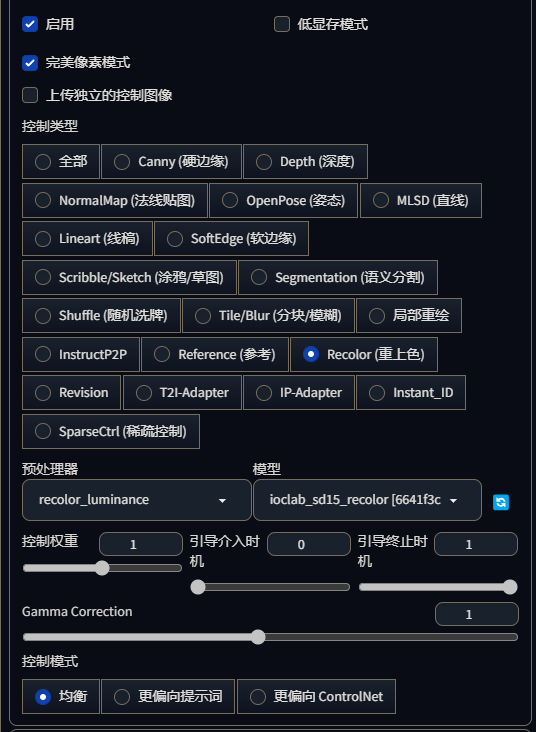 启用 低显存模式
完美像素模式
上传独立的控制图像
控制类型
全部 Canny (硬边缘) Depth (深度)
NormalMap (法线贴图) OpenPose (姿态) MLSD (直线)
Lineart (线稿) SoftEdge (软边缘)
Scribble/Sketch (涂鸦/草图) Segmentation (语义分割)
Shuffle (随机洗牌) Tile/Blur (分块/模糊) 局部重绘
InstructP2P Reference (参考) Recolor (重上色)
Revision T2I-Adapter IP-Adapter Instant_ID
SparseCtrl (稀疏控制)
预处理器 模型
recolor_luminance ioclab_sd15_recolor [6641f3c
控制权重 1 引导介入时机 0 引导终止时机 1
Gamma Correction 1
控制模式
均衡 更偏向提示词 更偏向 ControlNet